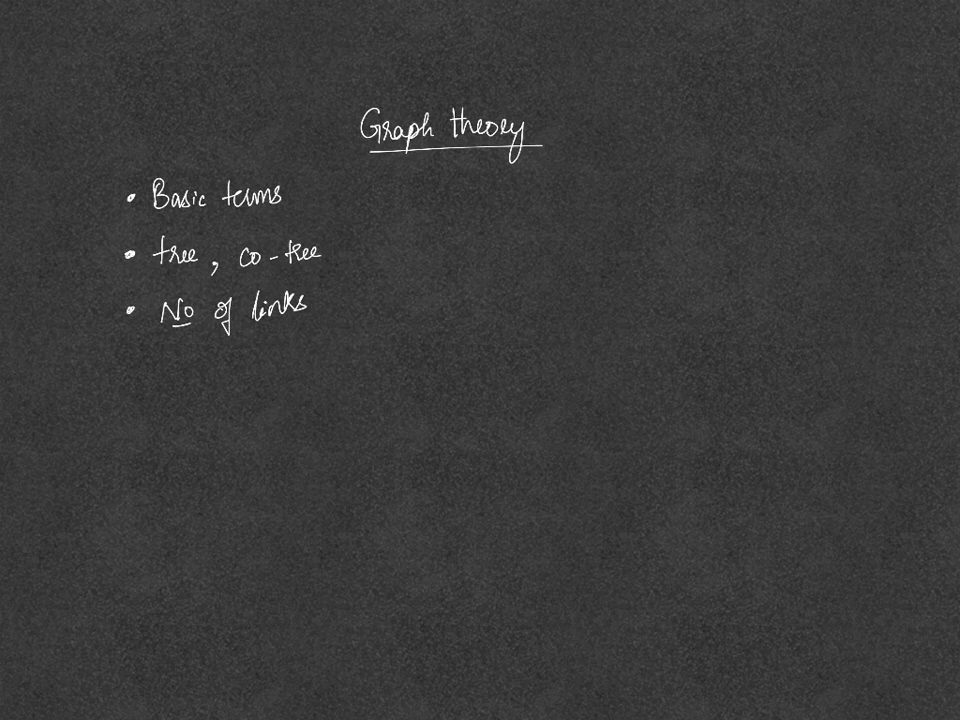 Graph theory
• Basic terms
• tree, co-tree
• No of links